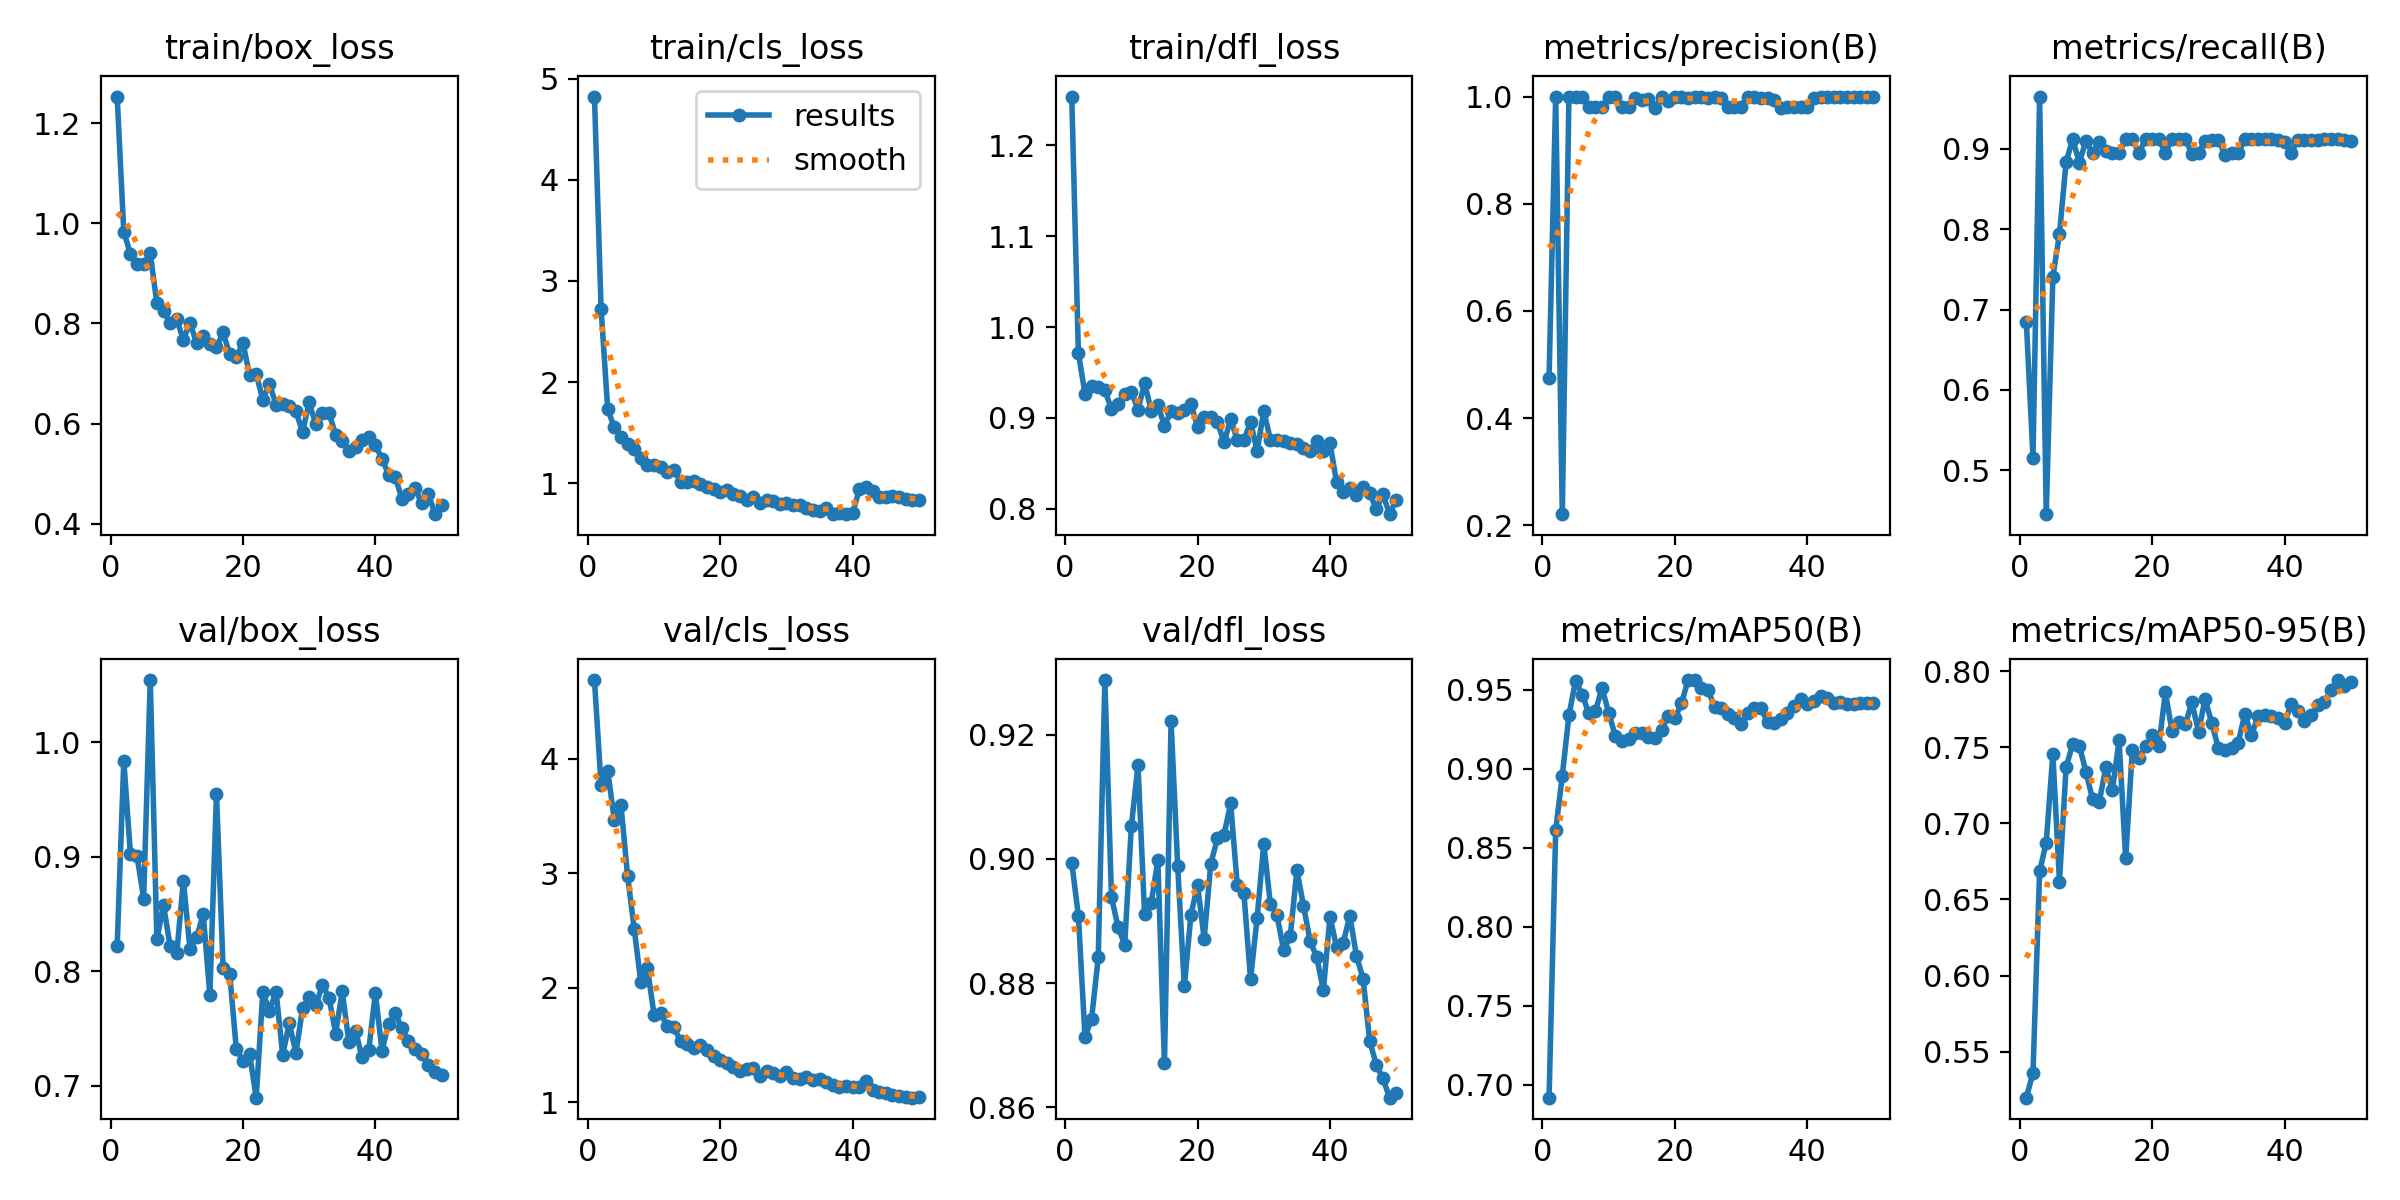 train/box_loss
1.2
1.0
0.8
0.6
0.4
0 20 40
train/cls_loss
results
smooth
5
4
3
2
1
0 20 40
train/dfl_loss
1.2
1.1
1.0
0.9
0.8
0 20 40
metrics/precision(B)
1.0
0.8
0.6
0.4
0.2
0 20 40
metrics/recall(B)
0.9
0.8
0.7
0.6
0.5
0 20 40
val/box_loss
1.0
0.9
0.8
0.7
0 20 40
val/cls_loss
4
3
2
1
0 20 40
val/dfl_loss
0.92
0.90
0.88
0.86
0 20 40
metrics/mAP50(B)
0.95
0.90
0.85
0.80
0.75
0.70
0 20 40
metrics/mAP50-95(B)
0.80
0.75
0.70
0.65
0.60
0.55
0 20 40